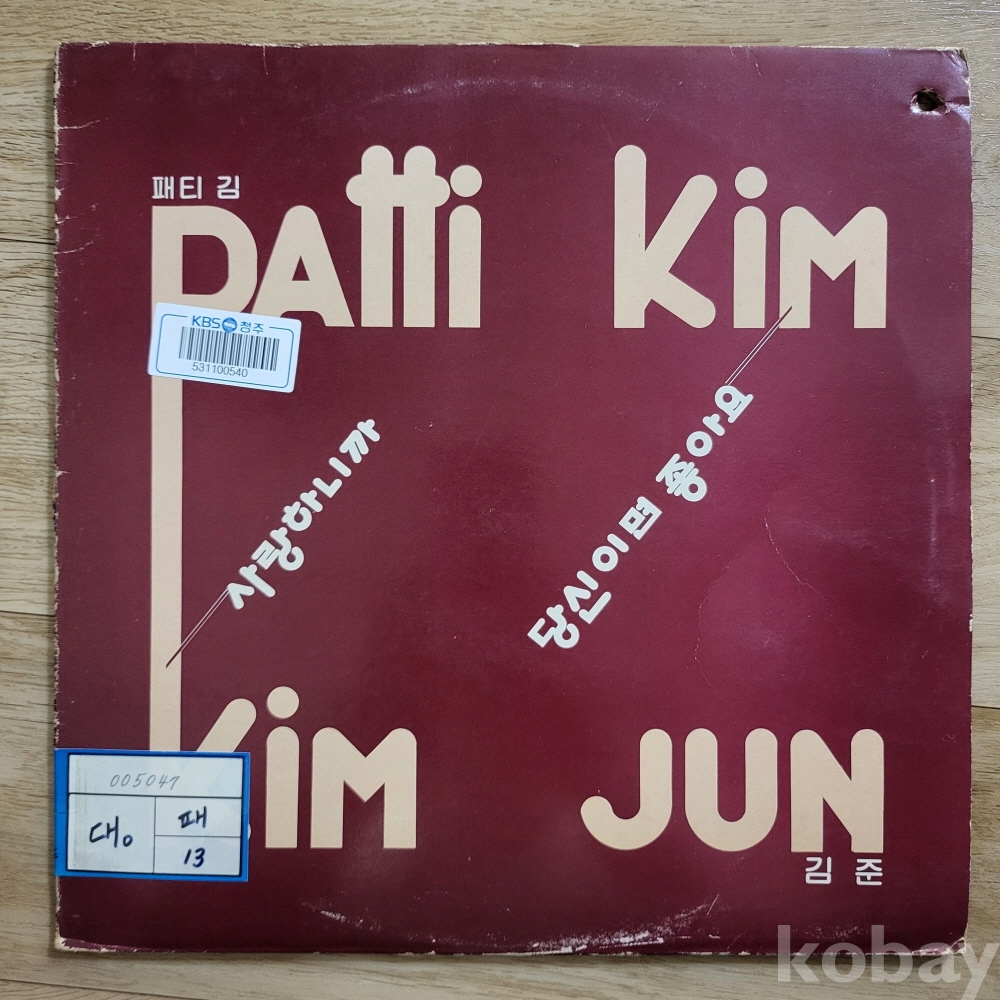 패티 김
Patti Kim
KBS 청주
531100540
사랑하니까
당신이면 좋아요
Kim JUN
김 준
005047
대。
패
13
kobay